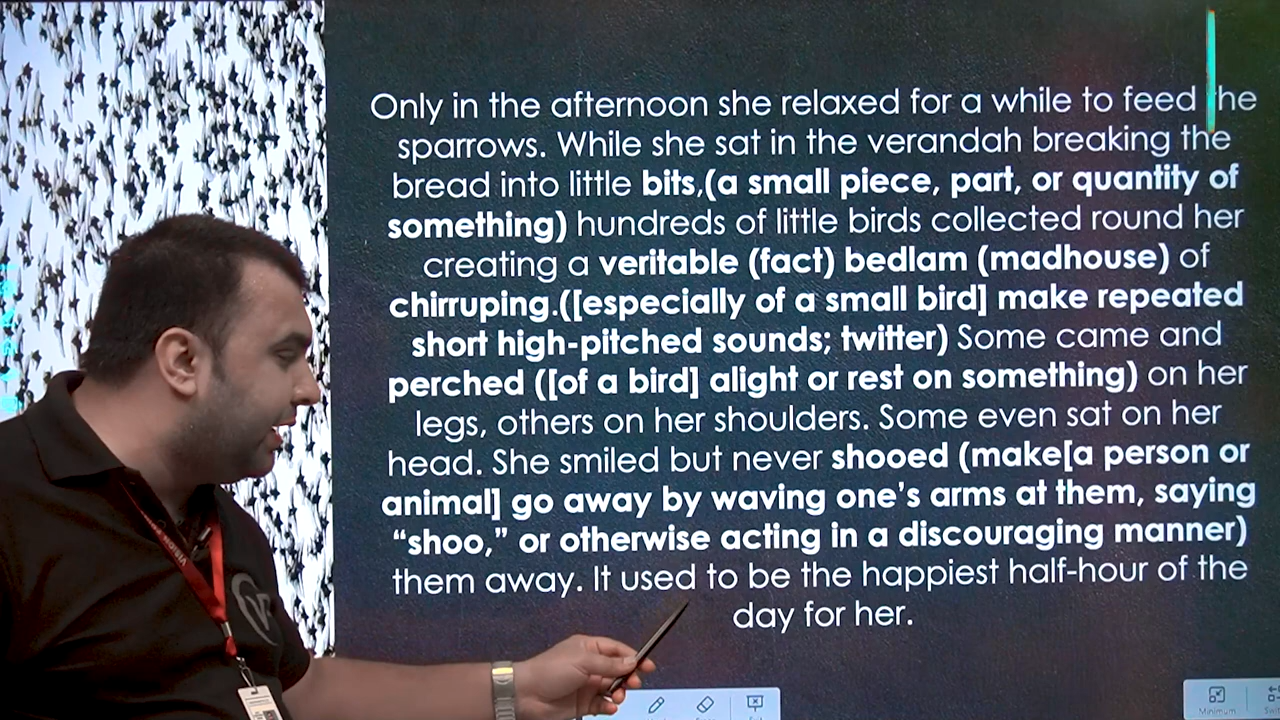 Only in the afternoon she relaxed for a while to feed the
sparrows. While she sat in the verandah breaking the
bread into little bits,(a small piece, part, or quantity of
something) hundreds of little birds collected round her
creating a veritable (fact) bedlam (madhouse) of
chirruping.([especially of a small bird] make repeated
short high-pitched sounds; twitter) Some came and
perched ([of a bird] alight or rest on something) on her
legs, others on her shoulders. Some even sat on her
head. She smiled but never shooed (make[a person or
animal] go away by waving one's arms at them, saying
“shoo,” or otherwise acting in a discouraging manner)
them away. It used to be the happiest half-hour of the
day for her.
Minimum